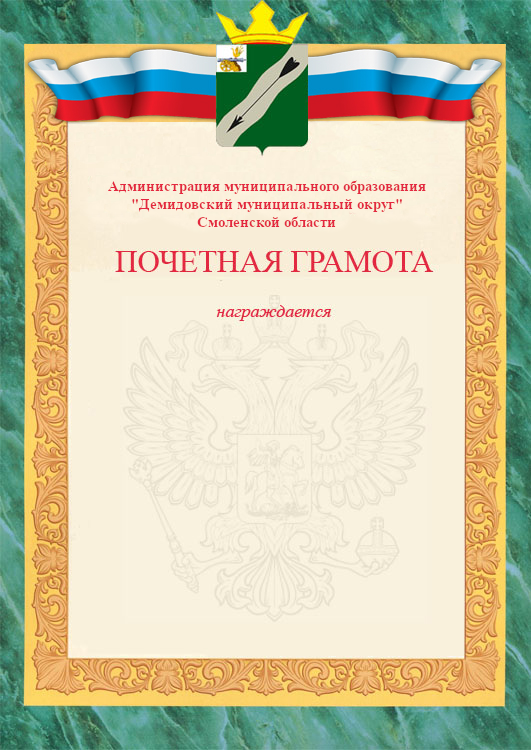 Администрация муниципального образования
"Демидовский муниципальный округ"
Смоленской области
ПОЧЕТНАЯ ГРАМОТА
награждается